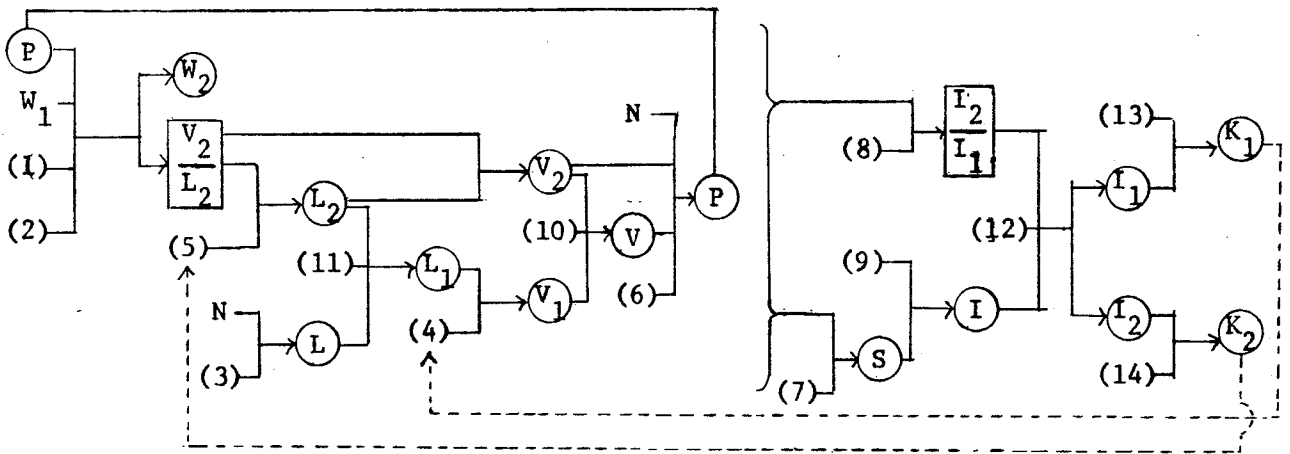 P
W₂
W₁
V₂
L₂
(1)
(2)
(5)
L₂
(11)
L₁
N
(3)
L
(4)
V₁
V₂
(10)
V
N
(6)
P
(8)
I₂
I₁
(9)
I
(7)
S
(12)
(13)
I₁
K₁
I₂
(14)
K₂